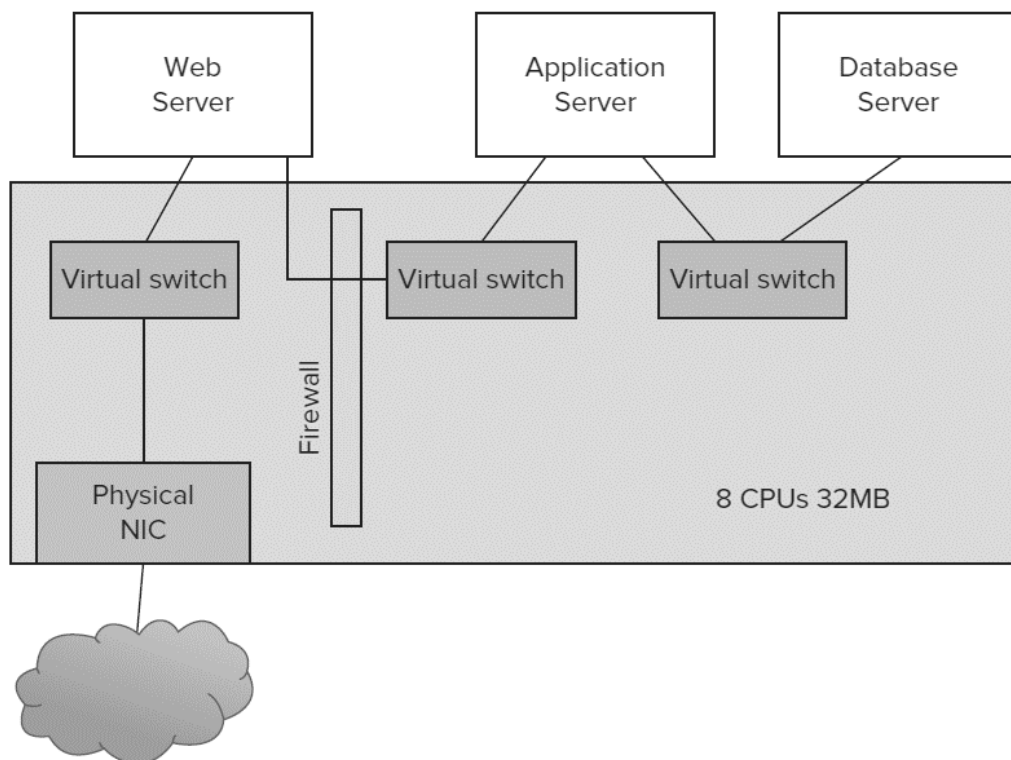 Web
Server
Application
Server
Database
Server
Virtual switch
Virtual switch
Virtual switch
Firewall
Physical
NIC
8 CPUs 32MB